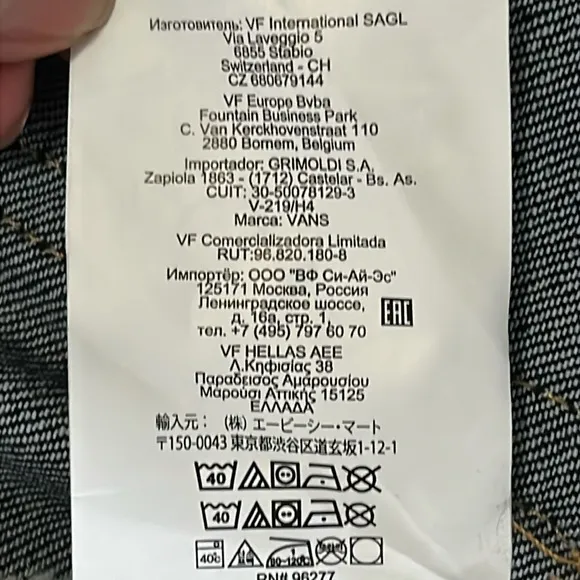 Изготовитель: VF International SAGL
Via Laveggio 5
6855 Stabio
Switzerland - CH
CZ 680679144
VF Europe Bvba
Fountain Business Park
C. Van Kerckhovenstraat 110
2880 Bornem, Belgium
Importador: GRIMOLDI S.A.
Zapiola 1863 - (1712) Castelar - Bs. As.
CUIT: 30-50078129-3
V-219/H4
Marca: VANS
VF Comercializadora Limitada
RUT:96.820.180-8
Импортёр: ООО "ВФ Си-Ай-Эс"
125171 Москва, Россия
Ленинградское шоссе,
д. 16а, стр. 1,
тел. +7 (495) 797 60 70
EAC
VF HELLAS AEE
Λ.Κηφισίας 38
Παράδεισος Αμαρουσίου
Μαρούσι Αττικής 15125
ΕΛΛΑΔΑ
輸入元：（株）エービーシー・マート
〒150-0043 東京都渋谷区道玄坂1-12-1
40
40
40c
RN# 96277